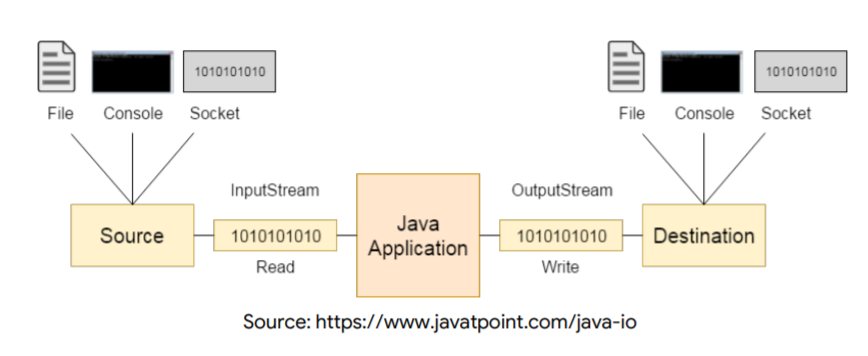 1010101010
1010101010
File Console Socket
File Console Socket
InputStream
OutputStream
Source
1010101010
Java
Application
1010101010
Destination
Read
Write
Source: https://www.javatpoint.com/java-io